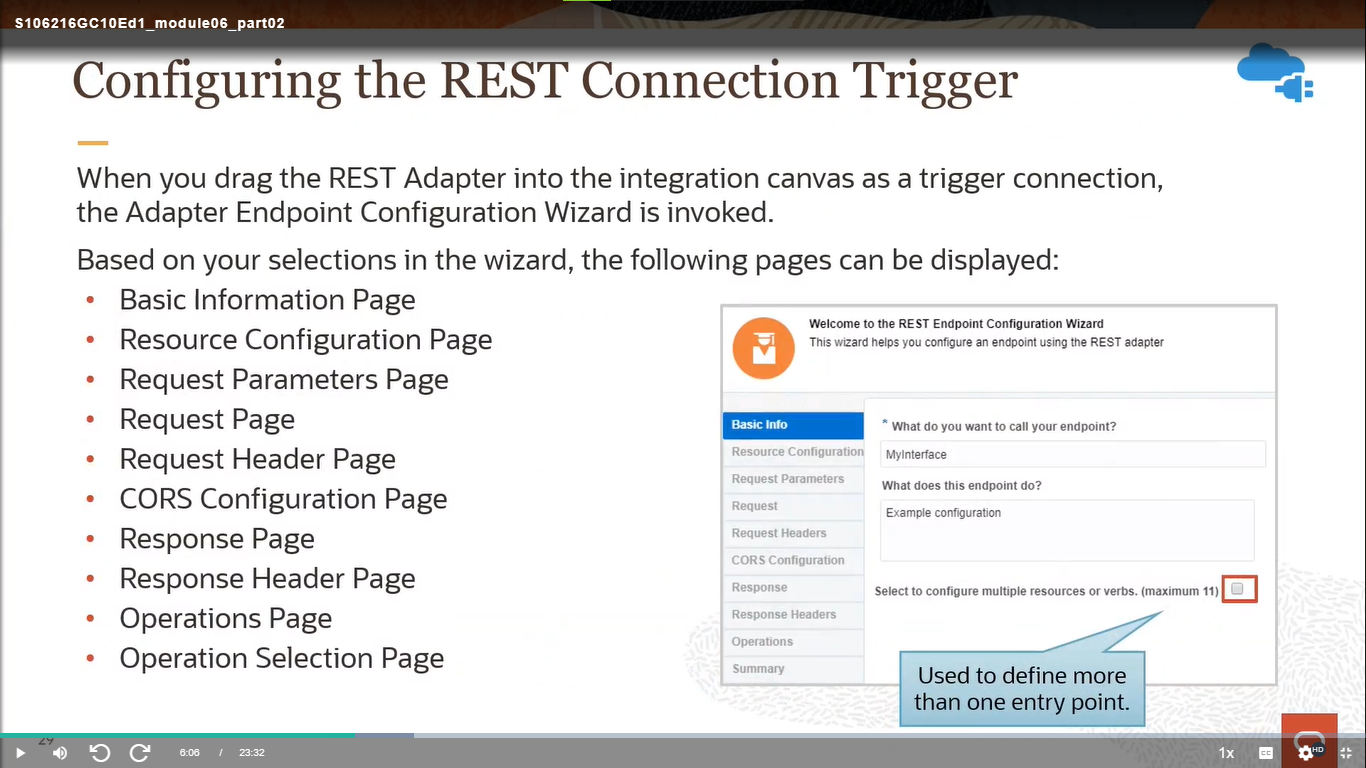 S106216GC10Ed1_module06_part02
Configuring the REST Connection Trigger
When you drag the REST Adapter into the integration canvas as a trigger connection,
the Adapter Endpoint Configuration Wizard is invoked.
Based on your selections in the wizard, the following pages can be displayed:
• Basic Information Page
• Resource Configuration Page
• Request Parameters Page
• Request Page
• Request Header Page
• CORS Configuration Page
• Response Page
• Response Header Page
• Operations Page
• Operation Selection Page
Welcome to the REST Endpoint Configuration Wizard
This wizard helps you configure an endpoint using the REST adapter
Basic Info
Resource Configuration
Request Parameters
Request
Request Headers
CORS Configuration
Response
Response Headers
Operations
Summary
* What do you want to call your endpoint?
MyInterface
What does this endpoint do?
Example configuration
Select to configure multiple resources or verbs. (maximum 11)
Used to define more
than one entry point.
29
6:06 / 23:32
1x
CC
HD